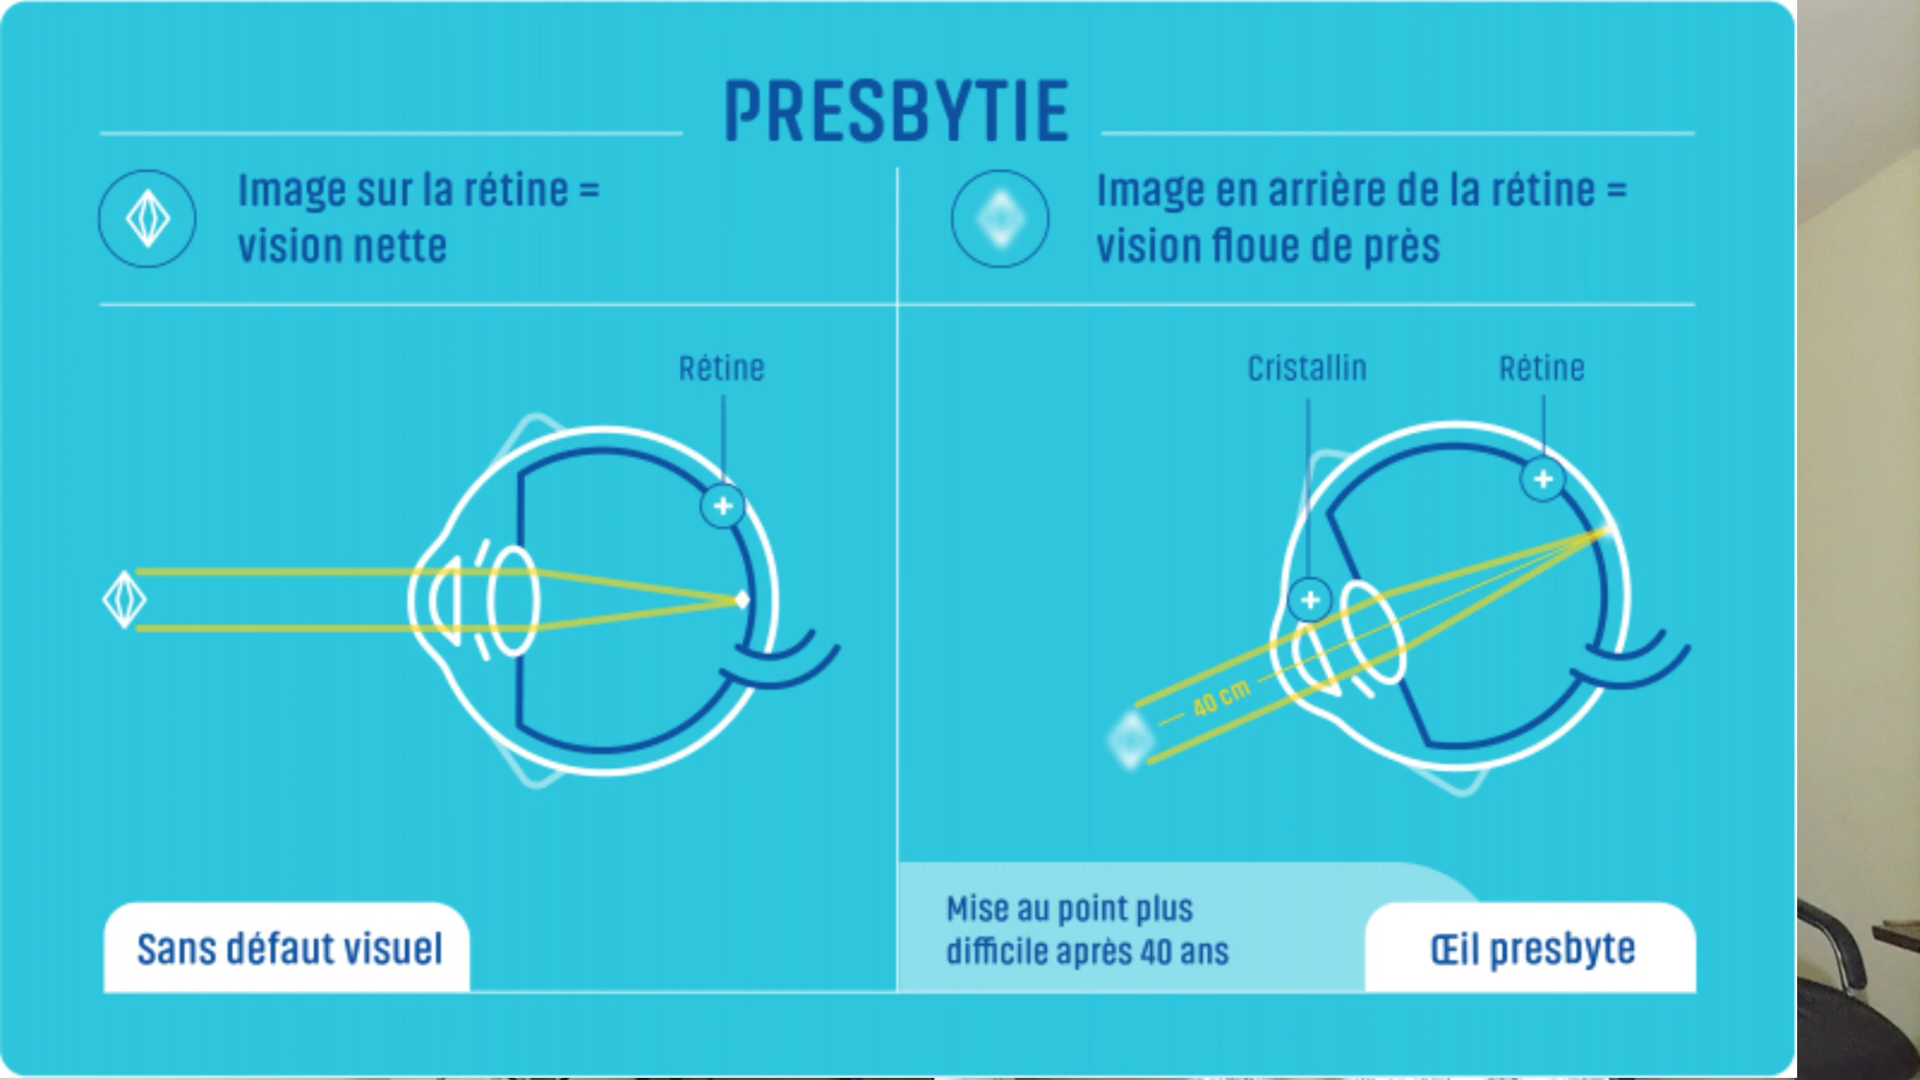 PRESBYTIE
Image sur la rétine =
vision nette
Image en arrière de la rétine =
vision floue de près
Rétine
Cristallin
Rétine
40 cm
Mise au point plus
difficile après 40 ans
Sans défaut visuel
Œil presbyte